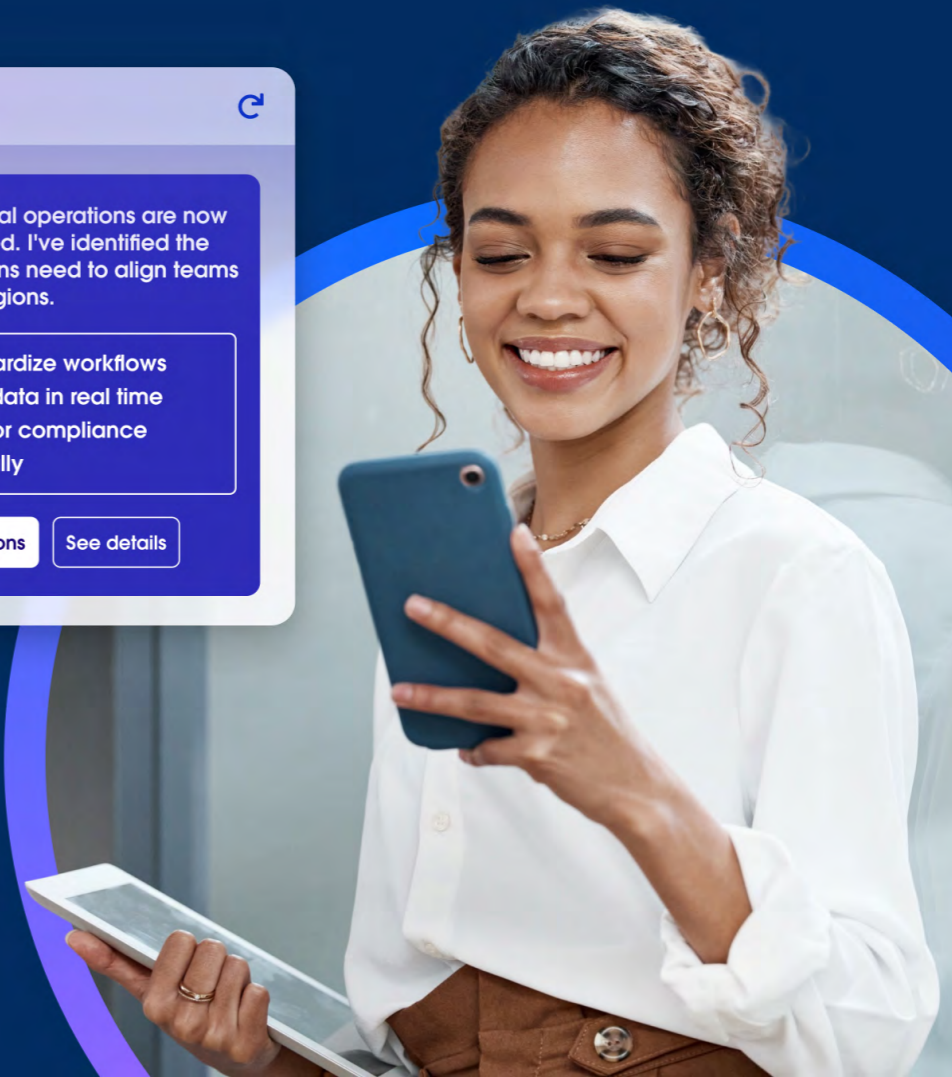 al operations are now
d. I've identified the
ns need to align teams
gions.
ardize workflows
data in real time
or compliance
lly
ons
See details